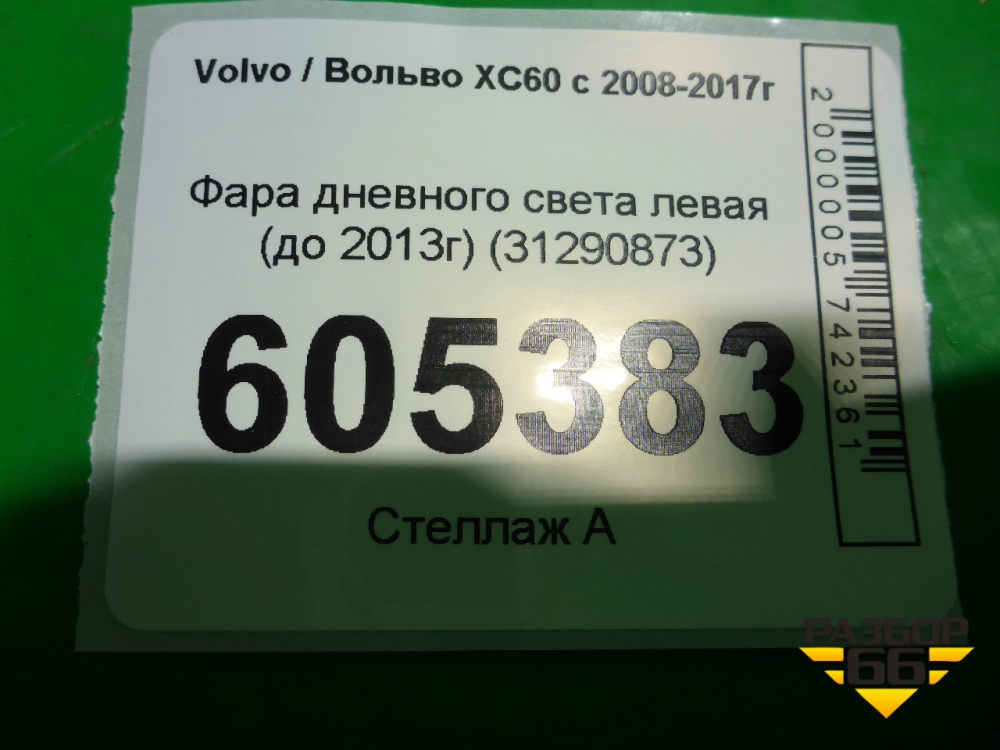 Volvo / Вольво XC60 с 2008-2017г
Фара дневного света левая
(до 2013г) (31290873)
605383
Стеллаж А
2000005742361
РАЗБОР
66